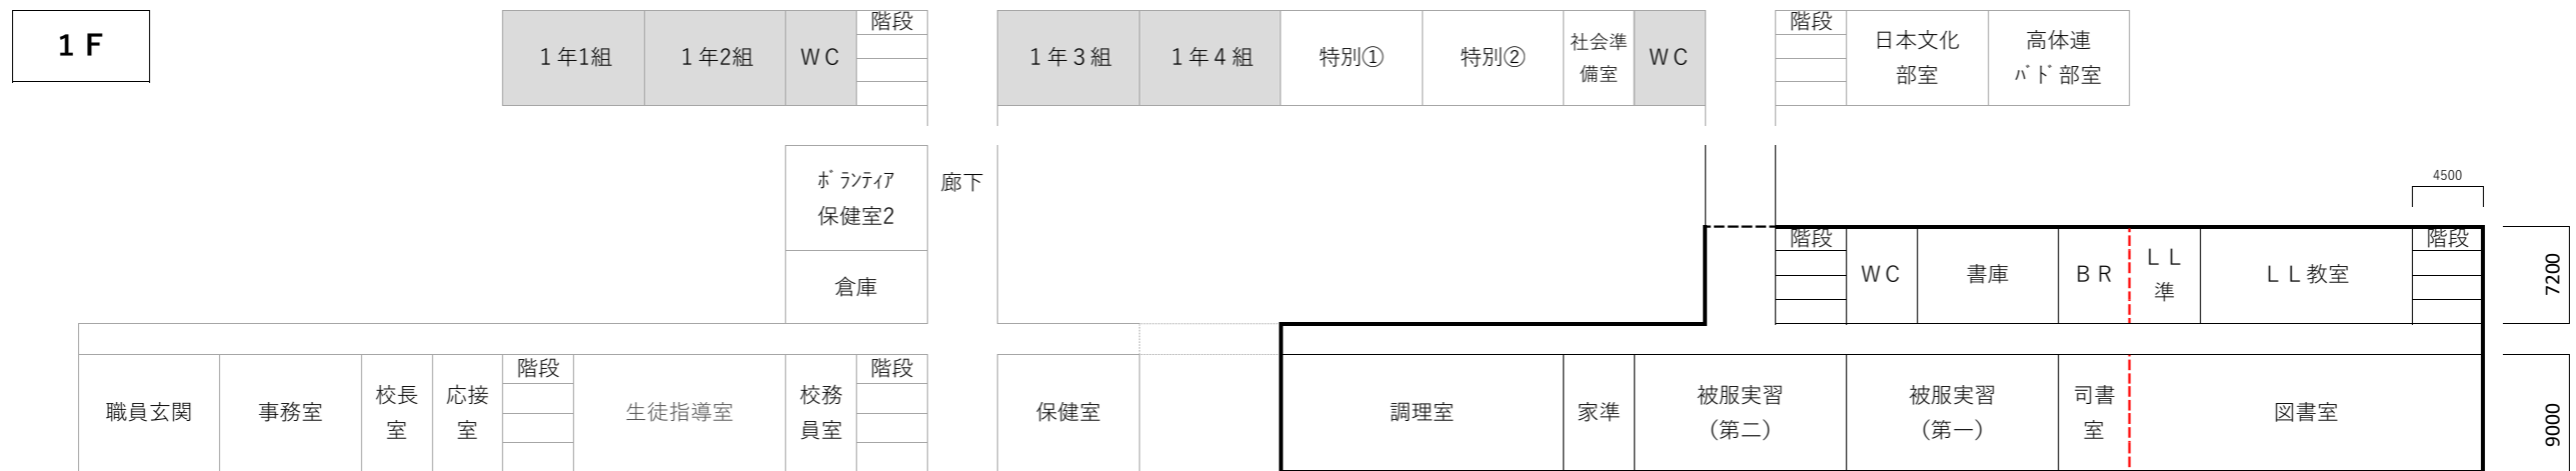 1 F
1年1組
1年2組
WC
階段
1年3組
1年4組
特別①
特別②
社会準
備室
WC
階段
日本文化
部室
高体連
ﾊﾞﾄﾞ部室
ﾎﾞﾗﾝﾃｨｱ
保健室2
倉庫
廊下
4500
階段
WC
書庫
BR
LL
準
LL教室
階段
7200
職員玄関
事務室
校長
室
応接
室
階段
生徒指導室
校務
員室
階段
保健室
調理室
家準
被服実習
（第二）
被服実習
（第一）
司書
室
図書室
9000